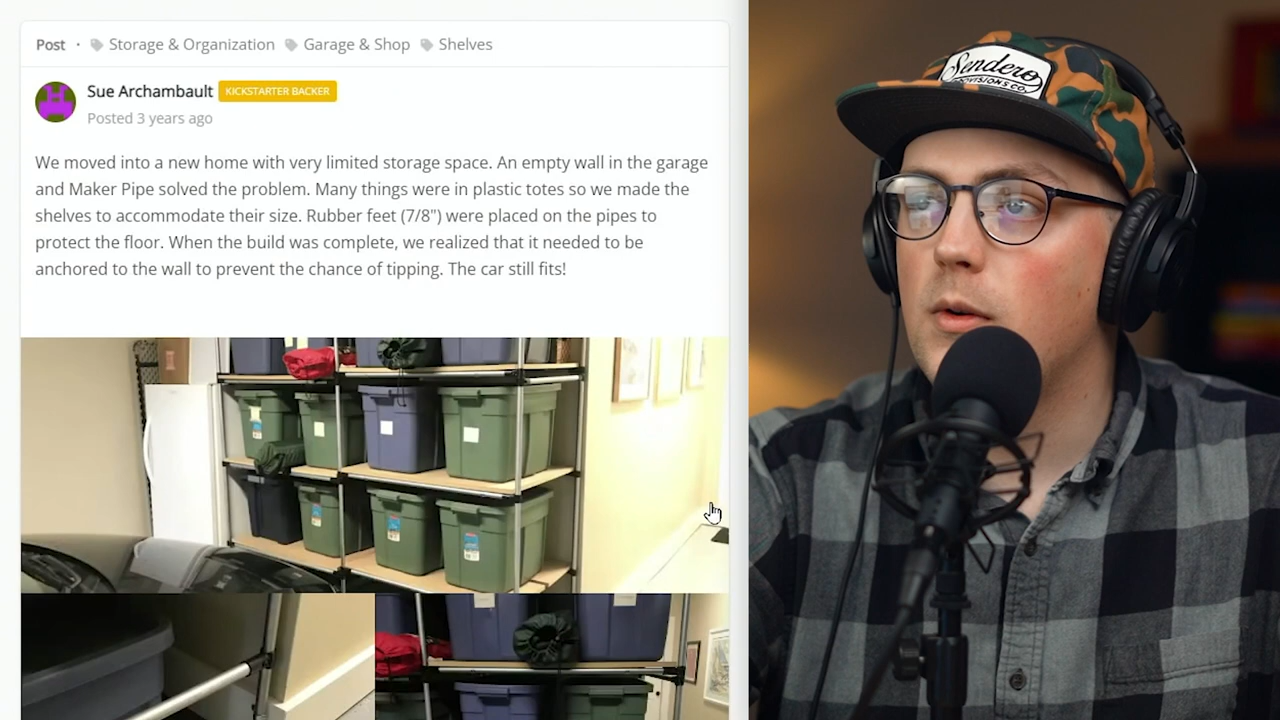 Post · Storage & Organization Garage & Shop Shelves
Sue Archambault KICKSTARTER BACKER
Posted 3 years ago
We moved into a new home with very limited storage space. An empty wall in the garage
and Maker Pipe solved the problem. Many things were in plastic totes so we made the
shelves to accommodate their size. Rubber feet (7/8") were placed on the pipes to
protect the floor. When the build was complete, we realized that it needed to be
anchored to the wall to prevent the chance of tipping. The car still fits!
Sendero
PROVISIONS CO.